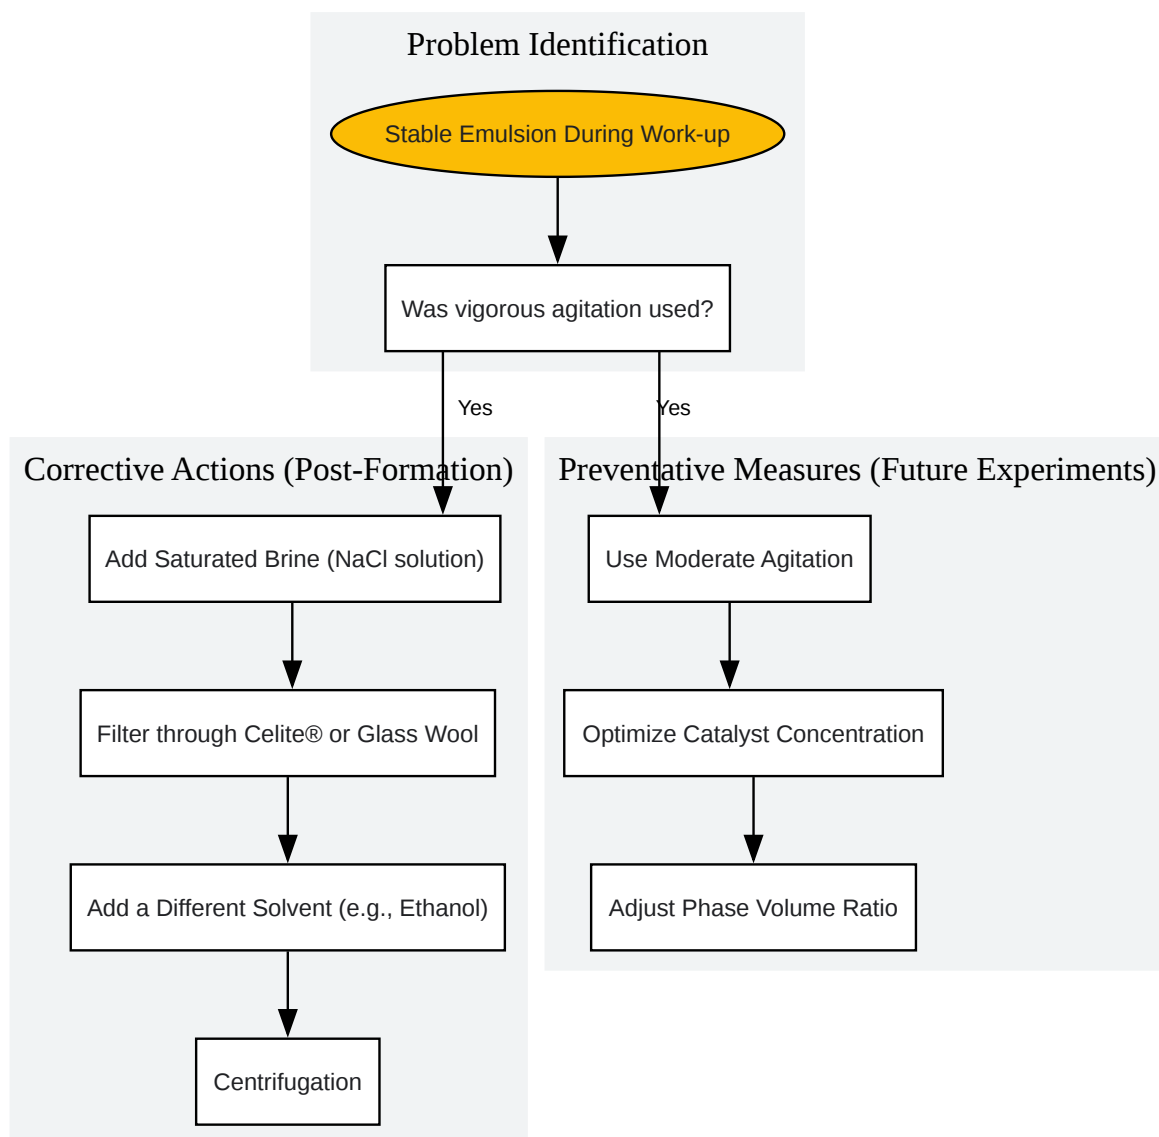 Problem Identification
Stable Emulsion During Work-up
Was vigorous agitation used?
Yes
Yes
Corrective Actions (Post-Formation)
Add Saturated Brine (NaCl solution)
Filter through Celite® or Glass Wool
Add a Different Solvent (e.g., Ethanol)
Centrifugation
Preventative Measures (Future Experiments)
Use Moderate Agitation
Optimize Catalyst Concentration
Adjust Phase Volume Ratio